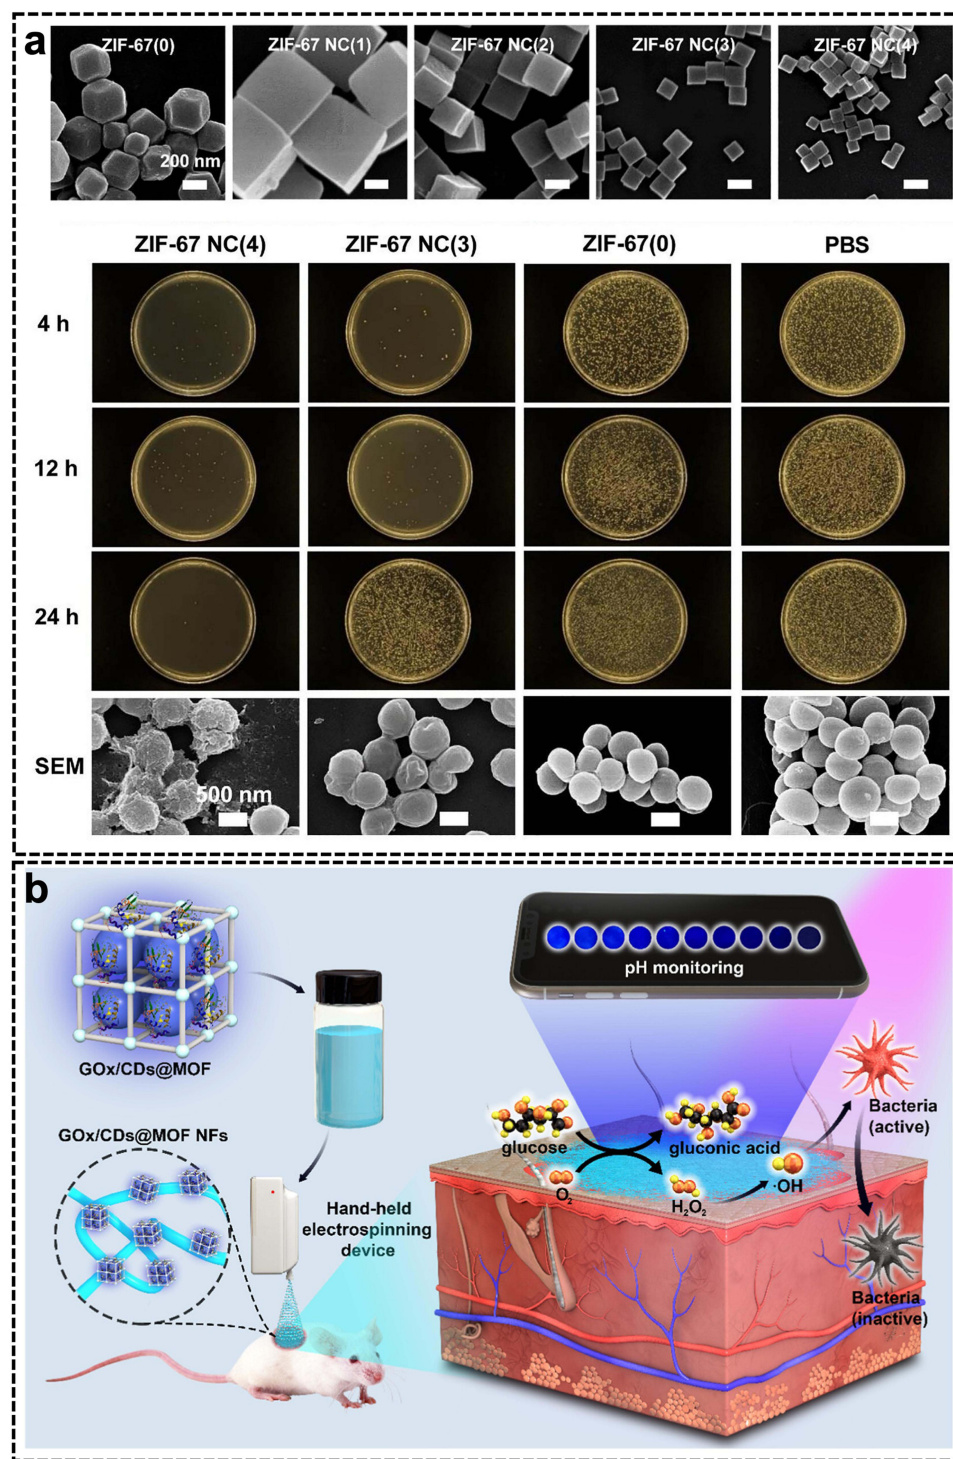 a
ZIF-67(0)
ZIF-67 NC(1)
ZIF-67 NC(2)
ZIF-67 NC(3)
ZIF-67 NC(4)
200 nm
ZIF-67 NC(4)
ZIF-67 NC(3)
ZIF-67(0)
PBS
4 h
12 h
24 h
SEM
500 nm
b
GOx/CDs@MOF
GOx/CDs@MOF NFs
Hand-held
electrospinning
device
pH monitoring
glucose
gluconic acid
O₂
H₂O₂
·OH
Bacteria
(active)
Bacteria
(inactive)